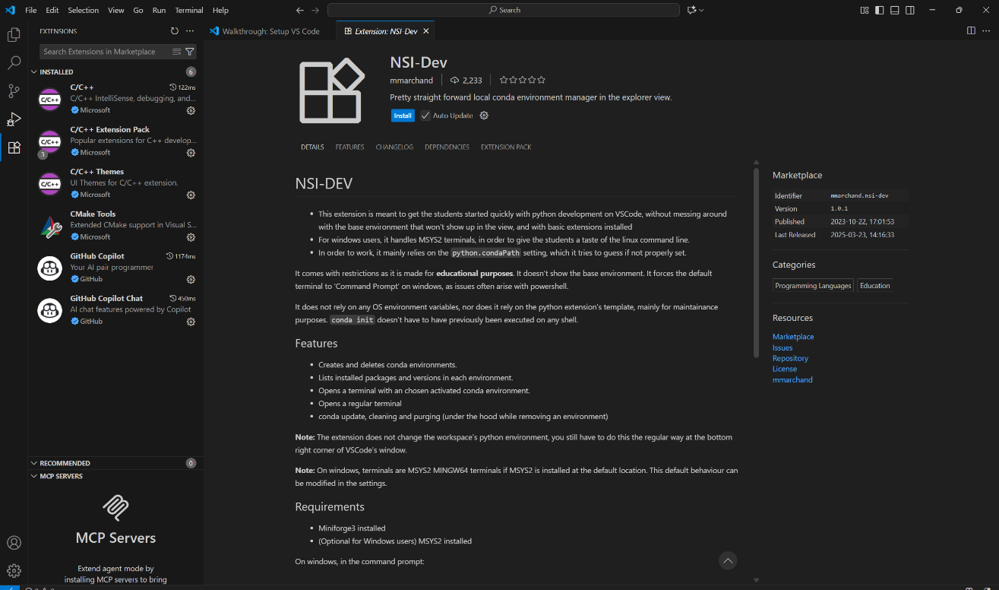 File Edit Selection View Go Run Terminal Help
Search
EXTENSIONS
Walkthrough: Setup VS Code
Extension: NSI-Dev
Search Extensions in Marketplace
INSTALLED
6
C/C++
122ms
C/C++ IntelliSense, debugging, and...
Microsoft
C/C++ Extension Pack
Popular extensions for C++ develop...
Microsoft
3
C/C++ Themes
UI Themes for C/C++ extension.
Microsoft
CMake Tools
Extended CMake support in Visual S...
Microsoft
GitHub Copilot
1174ms
Your AI pair programmer
GitHub
GitHub Copilot Chat
450ms
AI chat features powered by Copilot
GitHub
RECOMMENDED
0
MCP SERVERS
MCP Servers
Extend agent mode by
installing MCP servers to bring
NSI-Dev
mmarchand
2,233
Pretty straight forward local conda environment manager in the explorer view.
Install
Auto Update
DETAILS FEATURES CHANGELOG DEPENDENCIES EXTENSION PACK
NSI-DEV
• This extension is meant to get the students started quickly with python development on VSCode, without messing around
with the base environment that won't show up in the view, and with basic extensions installed
• For windows users, it handles MSYS2 terminals, in order to give the students a taste of the linux command line.
• In order to work, it mainly relies on the python.condaPath setting, which it tries to guess if not properly set.
It comes with restrictions as it is made for educational purposes. It doesn't show the base environment. It forces the default
terminal to 'Command Prompt' on windows, as issues often arise with powershell.
It does not rely on any OS environment variables, nor does it rely on the python extension's template, mainly for maintainance
purposes. conda init doesn't have to have previously been executed on any shell.
Features
• Creates and deletes conda environments.
• Lists installed packages and versions in each environment.
• Opens a terminal with an chosen activated conda environment.
• Opens a regular terminal
• conda update, cleaning and purging (under the hood while removing an environment)
Note: The extension does not change the workspace's python environment, you still have to do this the regular way at the bottom
right corner of VSCode's window.
Note: On windows, terminals are MSYS2 MINGW64 terminals if MSYS2 is installed at the default location. This default behaviour can
be modified in the settings.
Requirements
• Miniforge3 installed
• (Optional for Windows users) MSYS2 installed
On windows, in the command prompt:
Marketplace
Identifier mmarchand.nsi-dev
Version 1.0.1
Published 2023-10-22, 17:01:53
Last Released 2025-03-23, 14:16:33
Categories
Programming Languages
Education
Resources
Marketplace
Issues
Repository
License
mmarchand